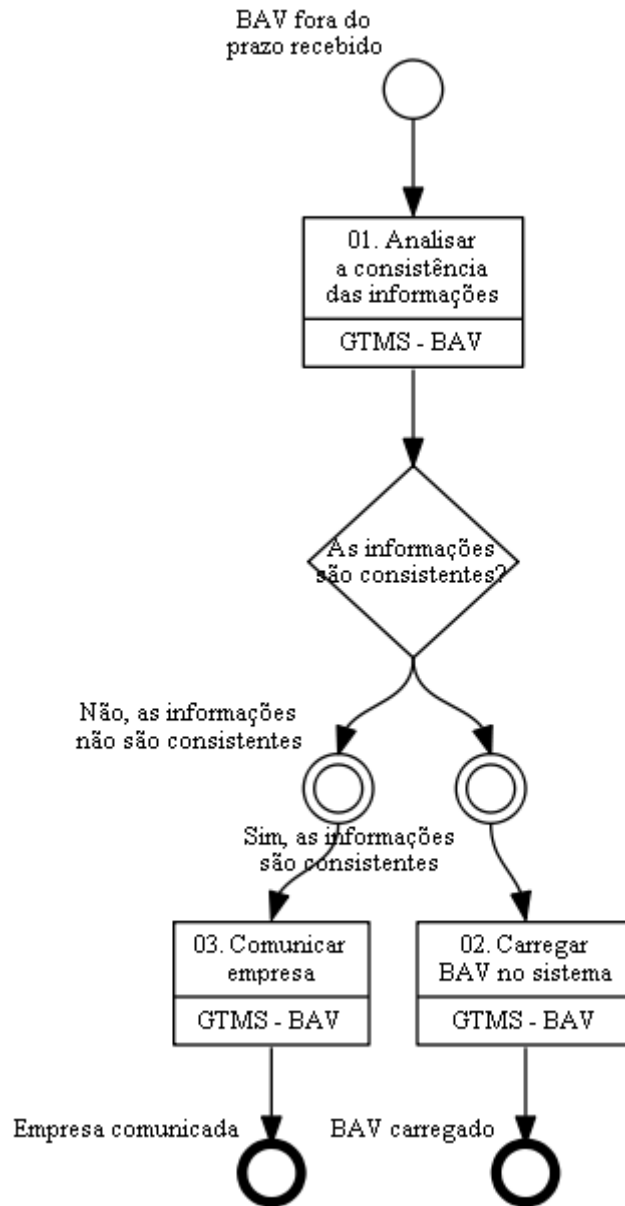 BAV fora do
prazo recebido
01. Analisar
a consistência
das informações
GTMS - BAV
As informações
são consistentes?
Não, as informações
não são consistentes
Sim, as informações
são consistentes
03. Comunicar
empresa
GTMS - BAV
02. Carregar
BAV no sistema
GTMS - BAV
Empresa comunicada
BAV carregado